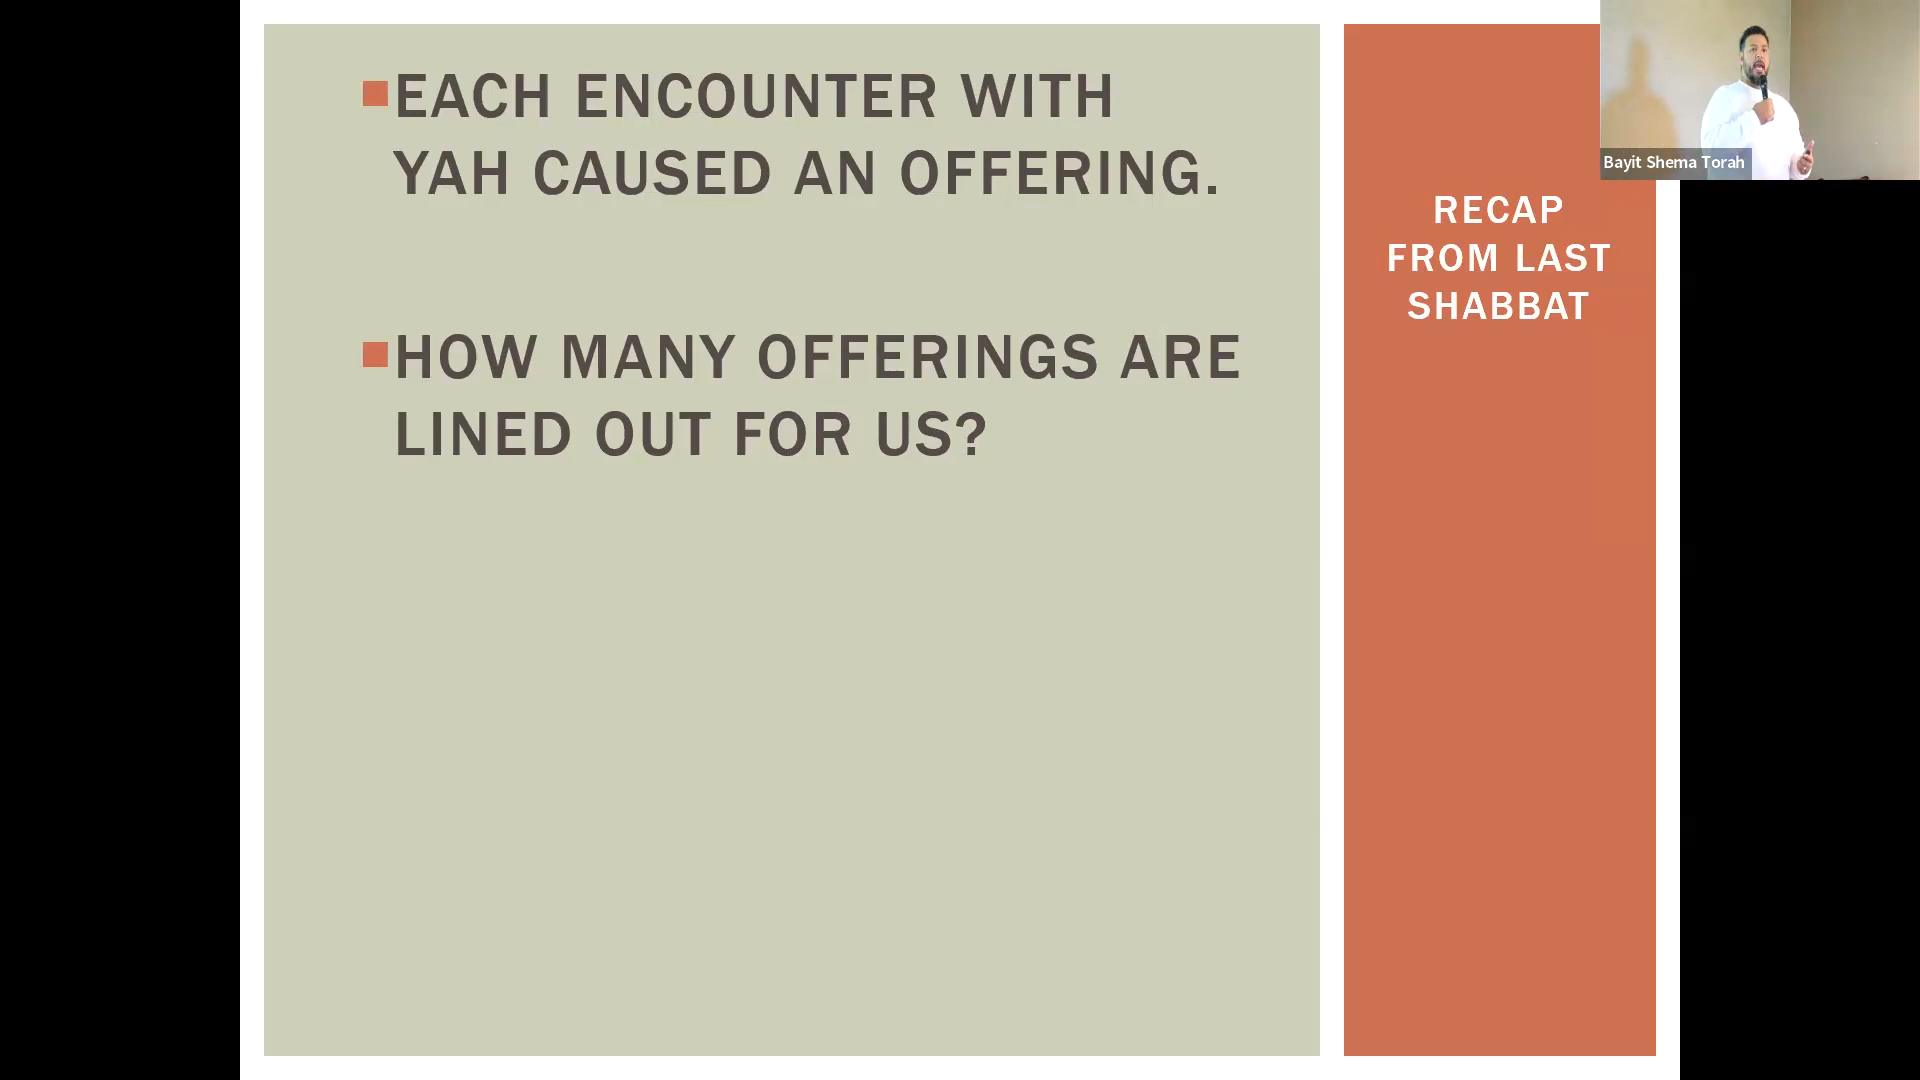 EACH ENCOUNTER WITH
YAH CAUSED AN OFFERING.
HOW MANY OFFERINGS ARE
LINED OUT FOR US?
RECAP
FROM LAST
SHABBAT
Bayit Shema Torah